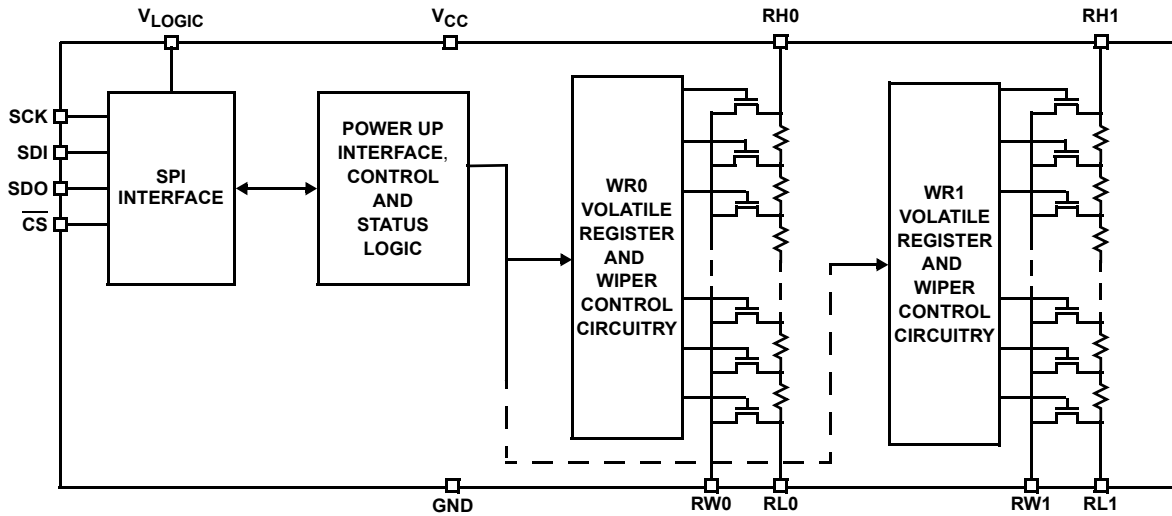 VLOGIC
VCC
RH0
RH1
SCK
SDI
SDO
CS
SPI
INTERFACE
POWER UP
INTERFACE,
CONTROL
AND
STATUS
LOGIC
WR0
VOLATILE
REGISTER
AND
WIPER
CONTROL
CIRCUITRY
WR1
VOLATILE
REGISTER
AND
WIPER
CONTROL
CIRCUITRY
GND
RW0
RL0
RW1
RL1